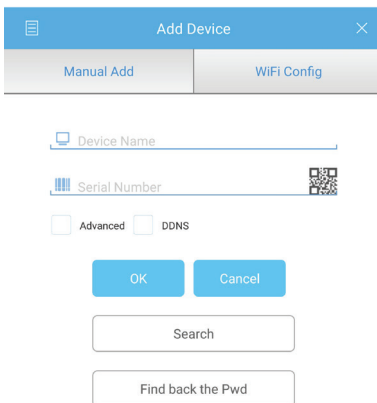 Add Device
Manual Add
WiFi Config
Device Name
Serial Number
Advanced
DDNS
OK
Cancel
Search
Find back the Pwd